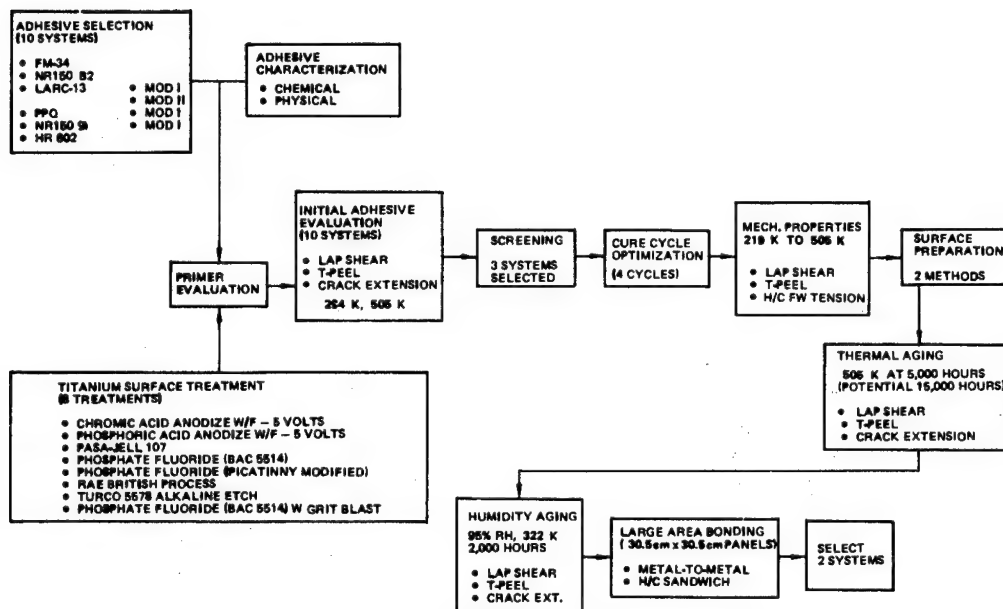 ADHESIVE SELECTION
(10 SYSTEMS)
• FM-34
• NR150 B2
• LARC-13
• PPQ
• NR150
• HR 602
• MOD I
• MOD II
• MOD I
• MOD I
ADHESIVE
CHARACTERIZATION
• CHEMICAL
• PHYSICAL
PRIMER
EVALUATION
TITANIUM SURFACE TREATMENT
(8 TREATMENTS)
• CHROMIC ACID ANODIZE W/F – 5 VOLTS
• PHOSPHORIC ACID ANODIZE W/F – 5 VOLTS
• PASA-JELL 107
• PHOSPHATE FLUORIDE (BAC 5514)
• PHOSPHATE FLUORIDE (PICATINNY MODIFIED)
• RAE BRITISH PROCESS
• TURCO 5578 ALKALINE ETCH
• PHOSPHATE FLUORIDE (BAC 5514) W GRIT BLAST
INITIAL ADHESIVE
EVALUATION
(10 SYSTEMS)
• LAP SHEAR
• T-PEEL
• CRACK EXTENSION
294 K, 505 K
SCREENING
3 SYSTEMS
SELECTED
CURE CYCLE
OPTIMIZATION
(4 CYCLES)
MECH. PROPERTIES
219 K TO 505 K
• LAP SHEAR
• T-PEEL
• H/C FW TENSION
SURFACE
PREPARATION
2 METHODS
THERMAL AGING
505 K AT 5,000 HOURS
(POTENTIAL 15,000 HOURS)
• LAP SHEAR
• T-PEEL
• CRACK EXTENSION
HUMIDITY AGING
95% RH, 322 K
2,000 HOURS
• LAP SHEAR
• T-PEEL
• CRACK EXT.
LARGE AREA BONDING
(30.5cm x 30.5cm PANELS)
• METAL-TO-METAL
• H/C SANDWICH
SELECT
2 SYSTEMS